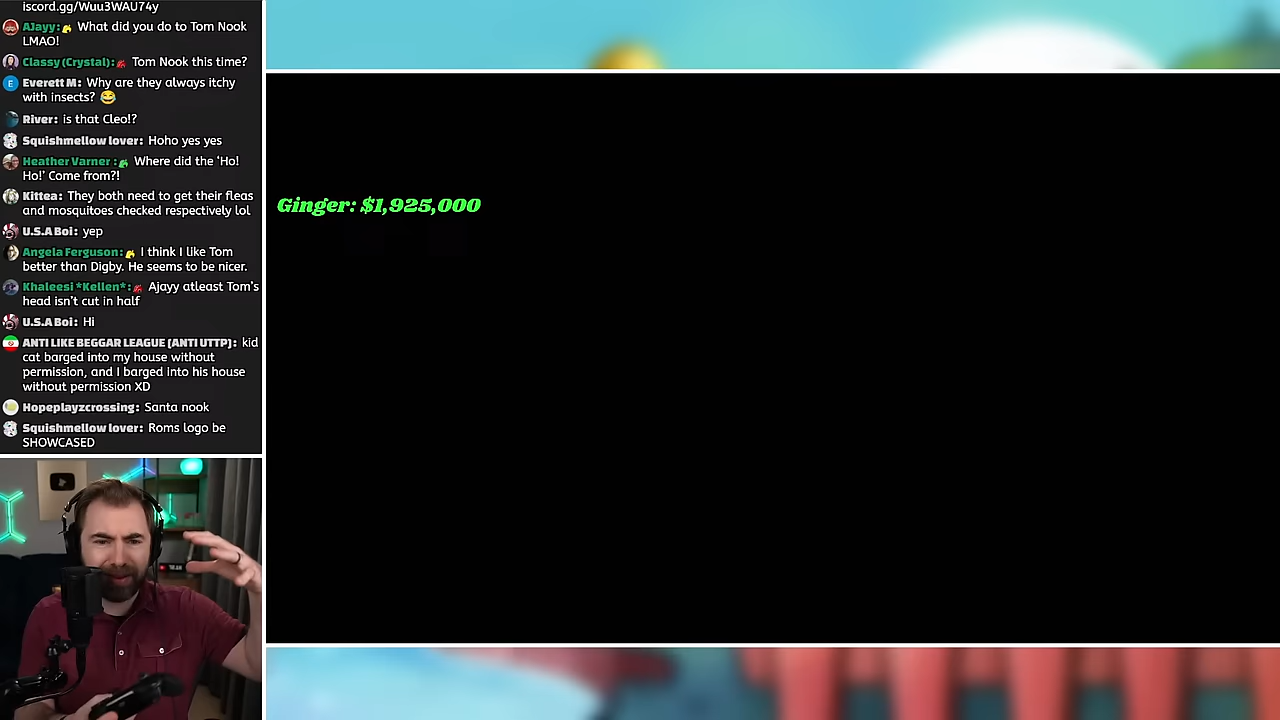 iscord.gg/Wuu3WAU74y
AJayy: What did you do to Tom Nook
LMAO!
Classy (Crystal): Tom Nook this time?
Everett M: Why are they always itchy
with insects? 😂
River: is that Cleo!?
Squishmellow lover: Hoho yes yes
Heather Varner : Where did the ‘Ho!
Ho!’ Come from?!
Kittea: They both need to get their fleas
and mosquitoes checked respectively lol
U.S.A Boi: yep
Angela Ferguson: I think I like Tom
better than Digby. He seems to be nicer.
Khaleesi *Kellen*: Ajayy atleast Tom’s
head isn’t cut in half
U.S.A Boi: Hi
ANTI LIKE BEGGAR LEAGUE (ANTI UTTP): kid
cat barged into my house without
permission, and I barged into his house
without permission XD
Hopeplayzcrossing: Santa nook
Squishmellow lover: Roms logo be
SHOWCASED
Ginger: $1,925,000